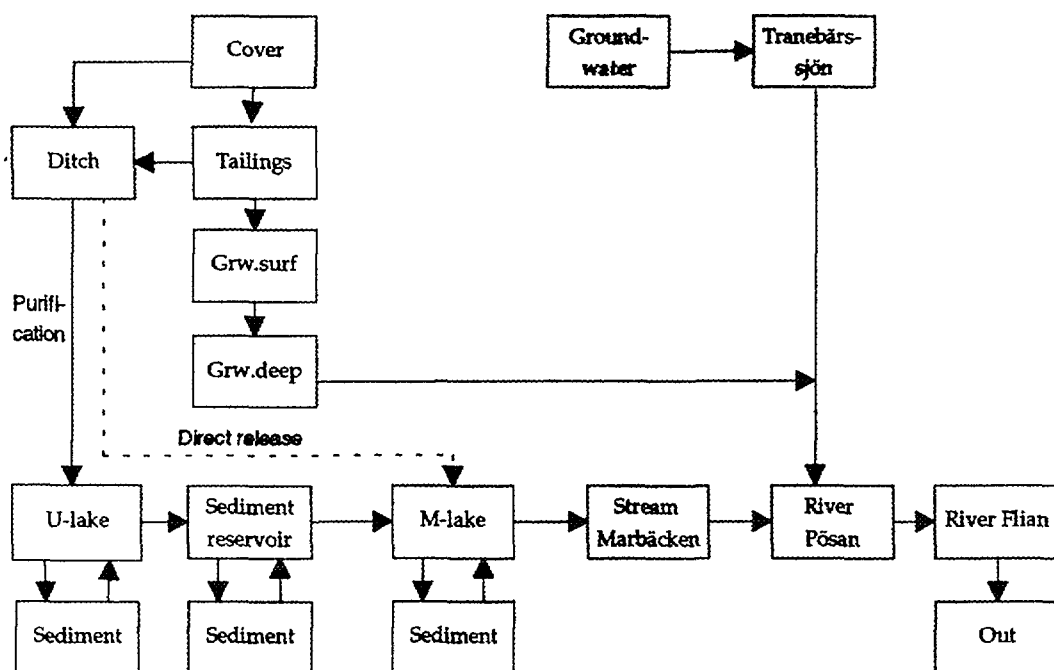 Cover
Ground-
water
Tranebärs-
sjön
Ditch
Tailings
Grw.surf
Purifi-
cation
Grw.deep
Direct release
U-lake
Sediment
reservoir
M-lake
Stream
Marbäcken
River
Pösan
River Flian
Sediment
Sediment
Sediment
Out